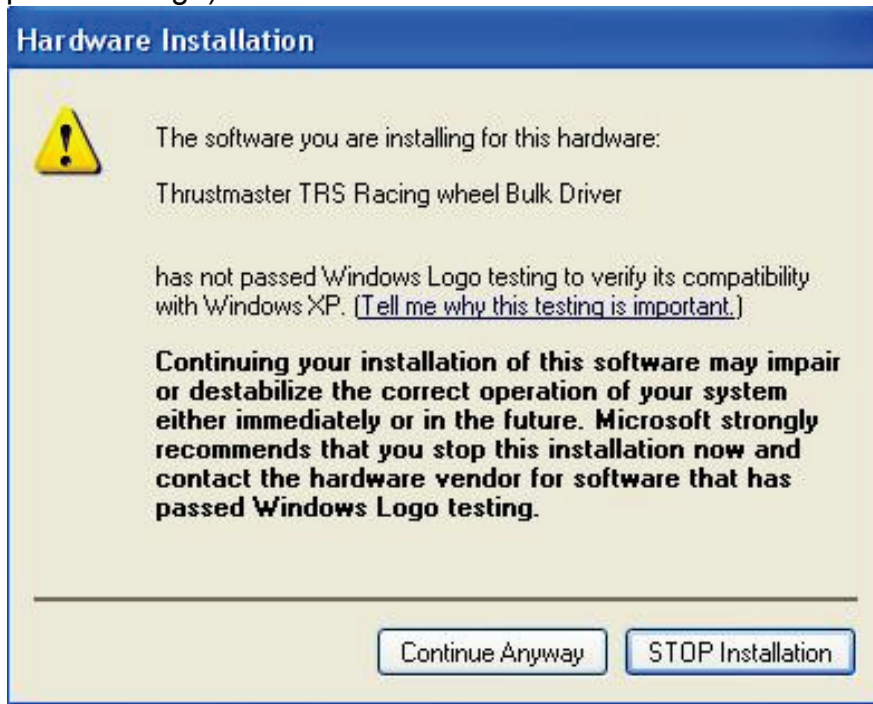 Hardware Installation
The software you are installing for this hardware:
Thrustmaster TRS Racing wheel Bulk Driver
has not passed Windows Logo testing to verify its compatibility
with Windows XP. (Tell me why this testing is important.)
Continuing your installation of this software may impair
or destabilize the correct operation of your system
either immediately or in the future. Microsoft strongly
recommends that you stop this installation now and
contact the hardware vendor for software that has
passed Windows Logo testing.
Continue Anyway STOP Installation